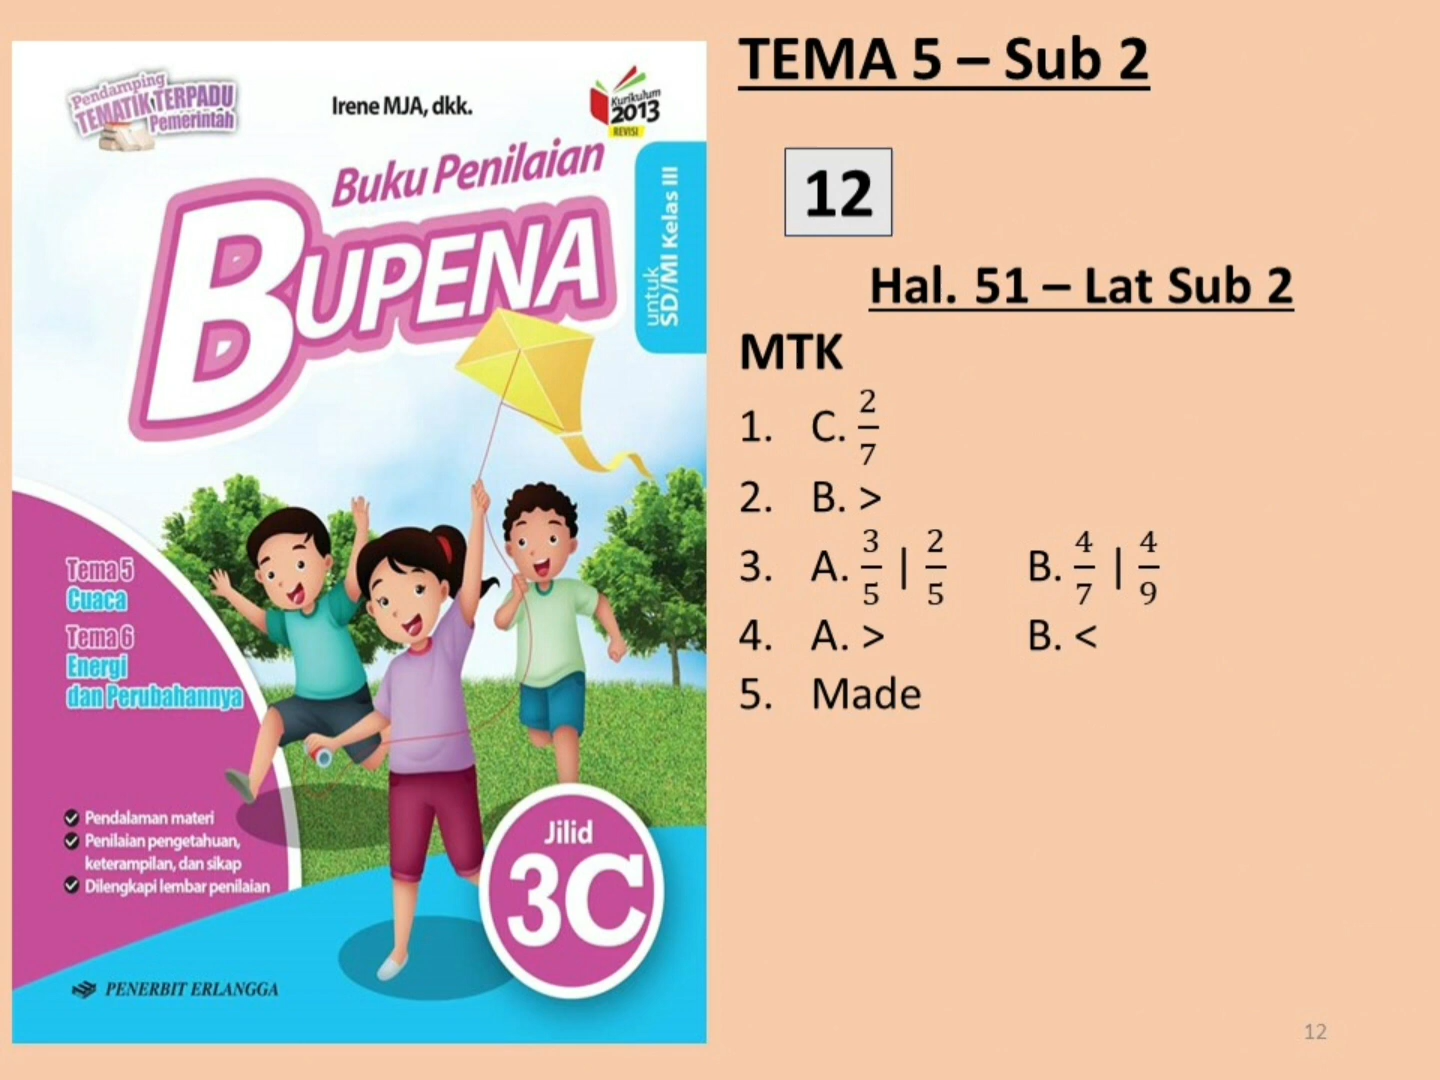 Pendamping
TEMATIK TERPADU
Pemerintah
Irene MJA, dkk.
Kurikulum
2013
REVISI
Buku Penilaian
BUPENA
untuk
SD/MI Kelas III
Tema 5
Cuaca
Tema 6
Energi
dan Perubahannya
Pendalaman materi
Penilaian pengetahuan,
keterampilan, dan sikap
Dilengkapi lembar penilaian
Jilid
3C
PENERBIT ERLANGGA
TEMA 5 – Sub 2
12
Hal. 51 – Lat Sub 2
MTK
1. C. 2/7
2. B. >
3. A. 3/5 | 2/5 B. 4/7 | 4/9
4. A. > B. <
5. Made
12